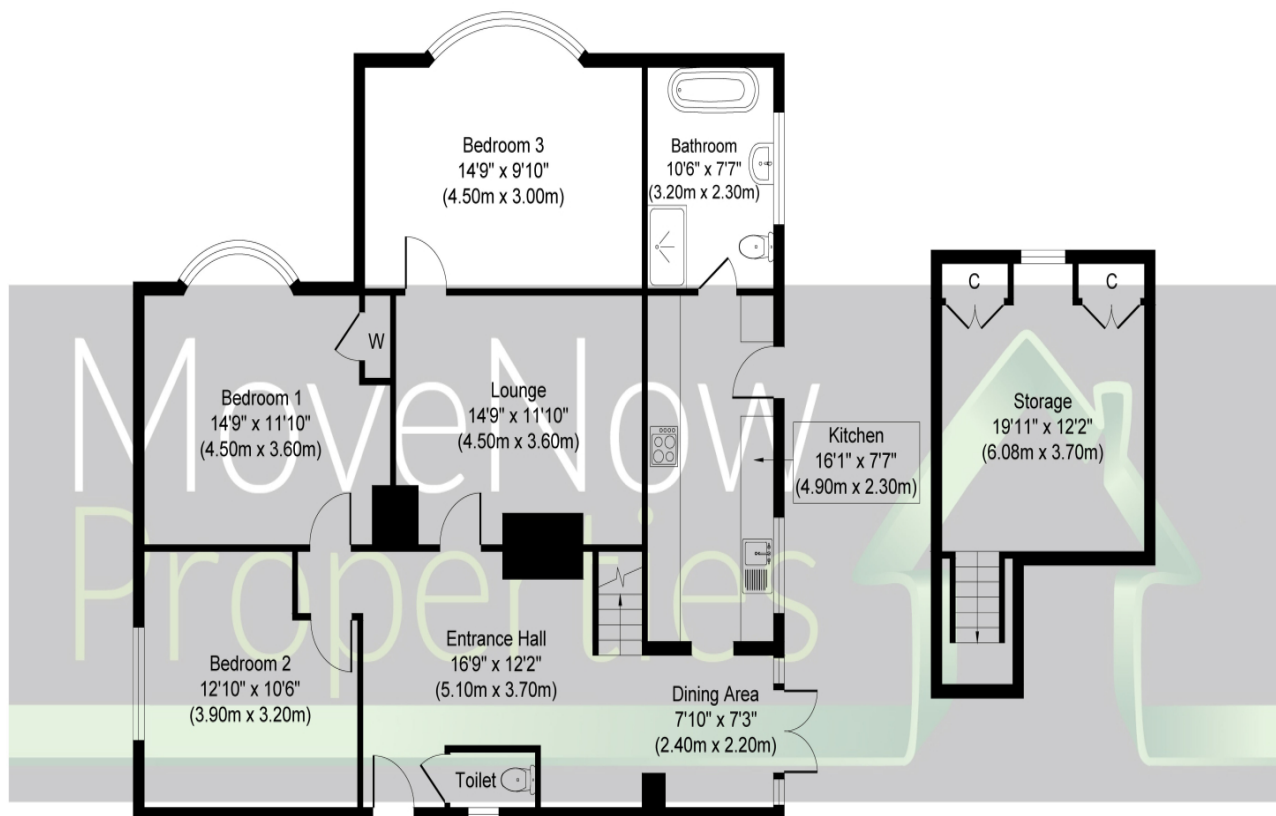 Bedroom 3
14'9" x 9'10"
(4.50m x 3.00m)
Bathroom
10'6" x 7'7"
(3.20m x 2.30m)
C
C
W
Bedroom 1
14'9" x 11'10"
(4.50m x 3.60m)
Lounge
14'9" x 11'10"
(4.50m x 3.60m)
Kitchen
16'1" x 7'7"
(4.90m x 2.30m)
Storage
19'11" x 12'2"
(6.08m x 3.70m)
MoveNow
Properties
Bedroom 2
12'10" x 10'6"
(3.90m x 3.20m)
Entrance Hall
16'9" x 12'2"
(5.10m x 3.70m)
Dining Area
7'10" x 7'3"
(2.40m x 2.20m)
Toilet